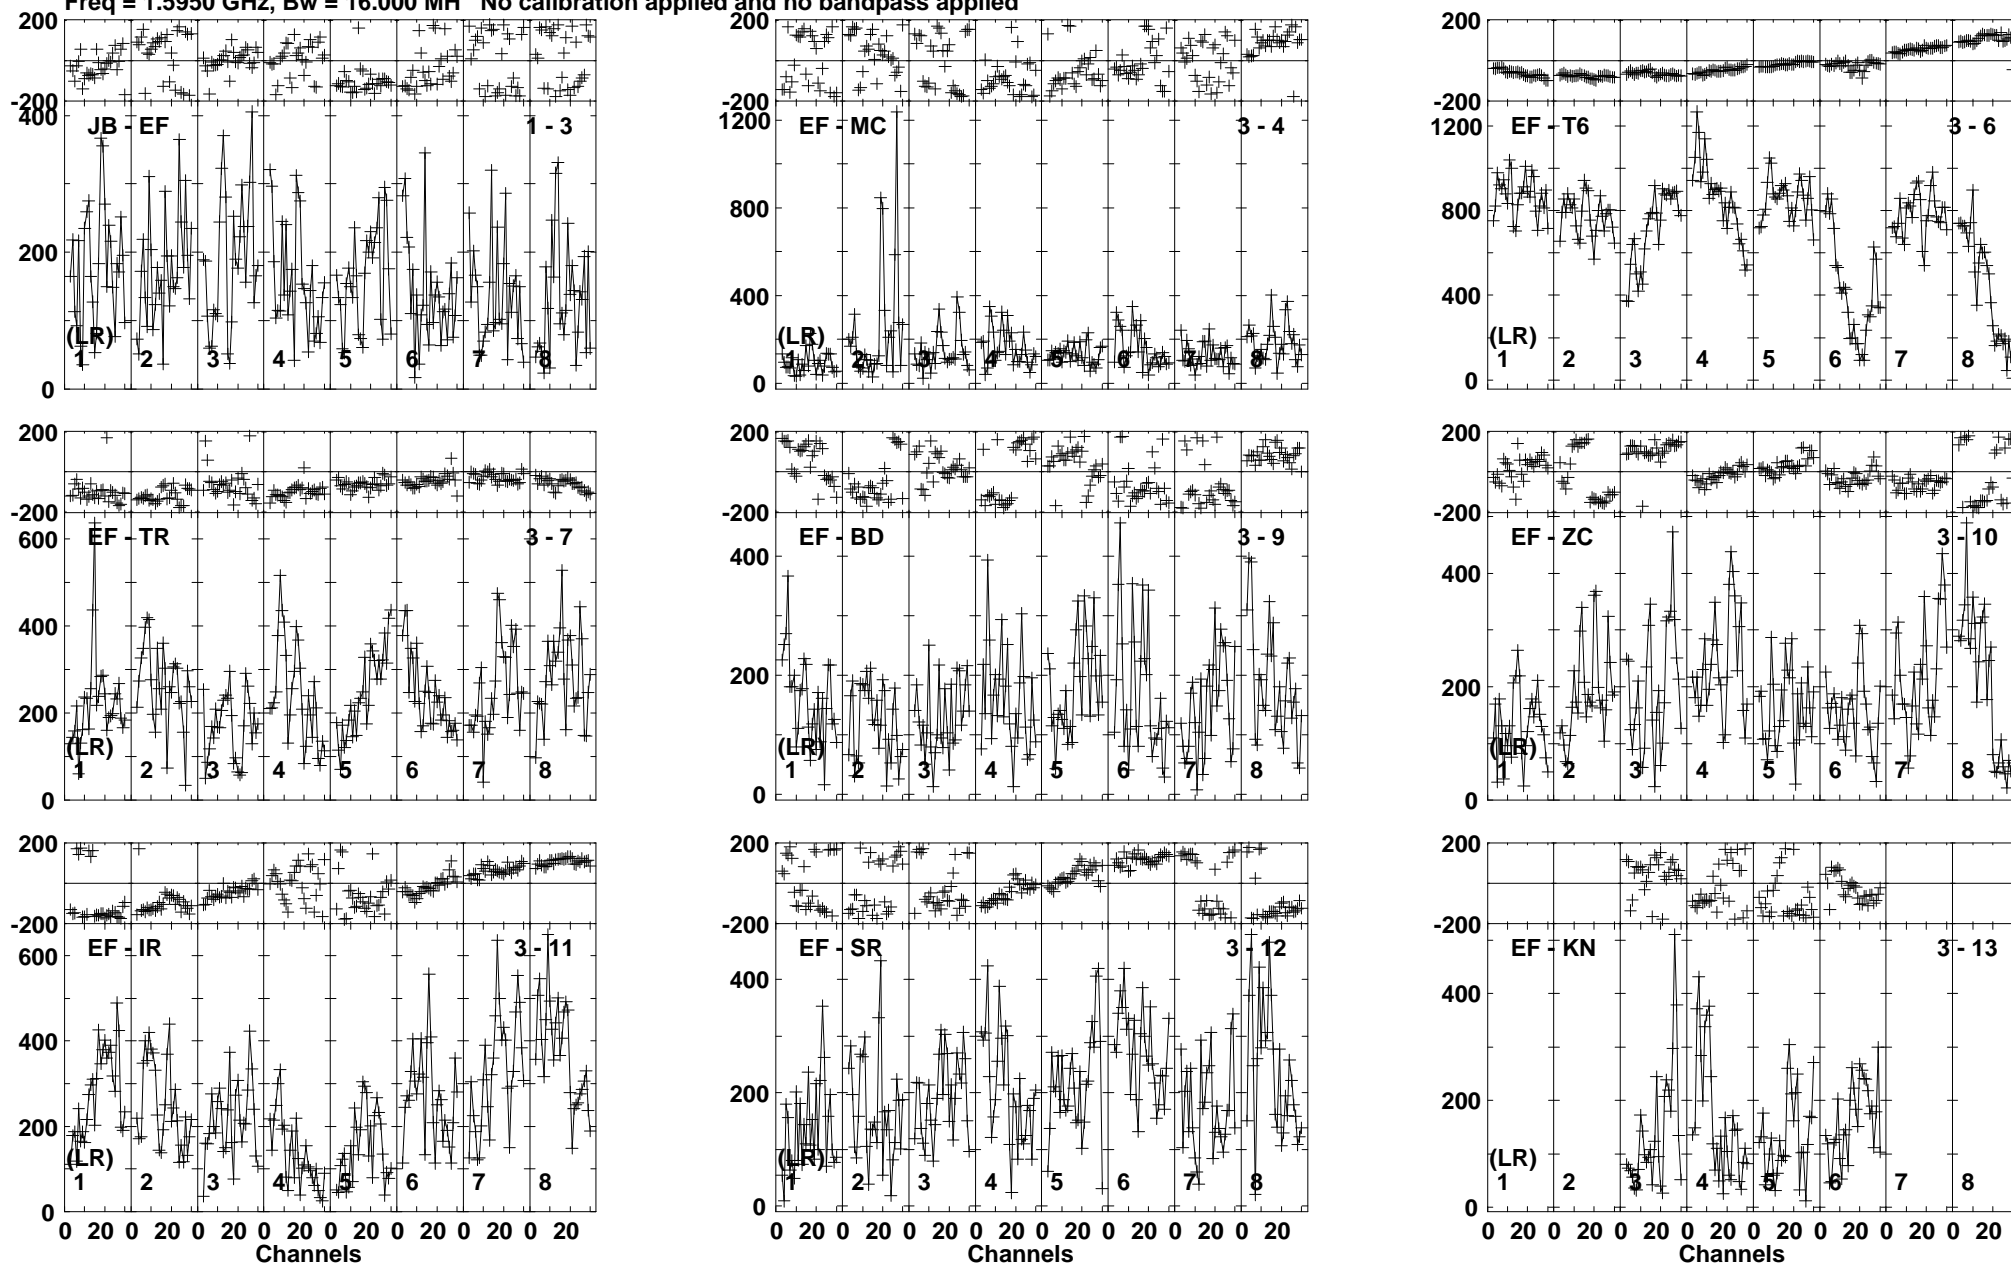 Freq = 1.5950 GHz, Bw = 16.000 MH No calibration applied and no bandpass applied
200
-200
400
200
0
JB - EF 1 - 3
(LR)
1 2 3 4 5 6 7 8
200
-200
1200
800
400
0
EF - MC 3 - 4
(LR)
1 2 3 4 5 6 7 8
200
-200
1200
800
400
0
EF - T6 3 - 6
(LR)
1 2 3 4 5 6 7 8
200
-200
600
400
200
0
EF - TR 3 - 7
(LR)
1 2 3 4 5 6 7 8
200
-200
400
200
0
EF - BD 3 - 9
(LR)
1 2 3 4 5 6 7 8
200
-200
400
200
0
EF - ZC 3 - 10
(LR)
1 2 3 4 5 6 7 8
200
-200
600
400
200
0
EF - IR 3 - 11
(LR)
1 2 3 4 5 6 7 8
0 20 0 20 0 20 0 20 0 20 0 20 0 20 0 20
Channels
200
-200
400
200
0
EF - SR 3 - 12
(LR)
1 2 3 4 5 6 7 8
0 20 0 20 0 20 0 20 0 20 0 20 0 20 0 20
Channels
200
-200
400
200
0
EF - KN 3 - 13
(LR)
1 2 3 4 5 6 7 8
0 20 0 20 0 20 0 20 0 20 0 20 0 20 0 20
Channels